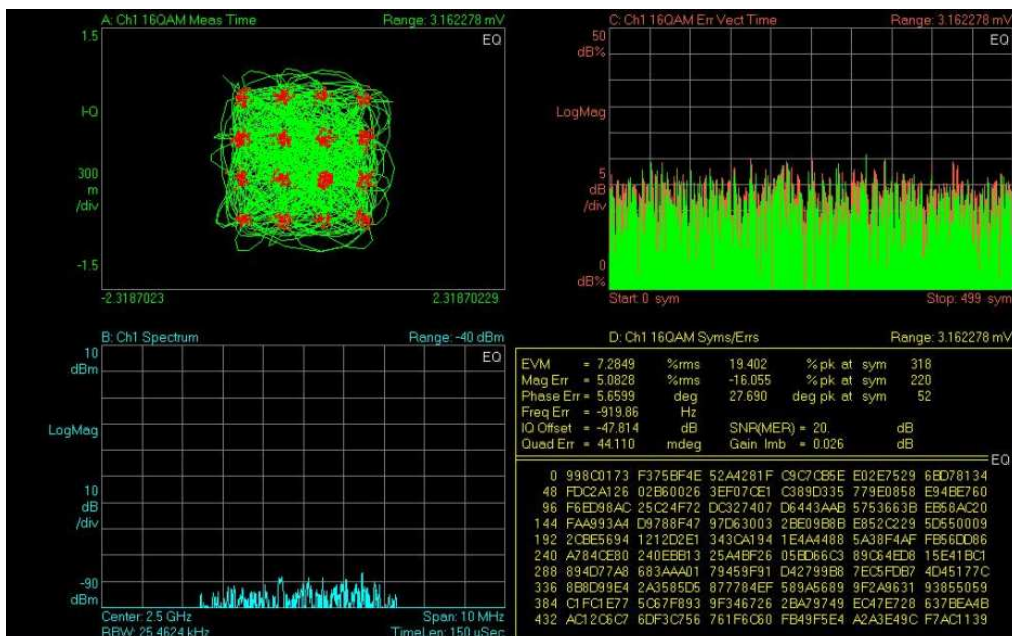 A: Ch1 16QAM Meas Time Range: 3.162278 mV
1.5
EQ
I-Q
300
m
/div
-1.5
-2.3187023 2.31870229
C: Ch1 16QAM Err Vect Time Range: 3.162278 mV
50
dB%
EQ
LogMag
5
dB
/div
0
dB%
Start: 0 sym Stop: 499 sym
B: Ch1 Spectrum Range: -40 dBm
10
dBm
EQ
LogMag
10
dB
/div
-90
dBm
Center: 2.5 GHz Span: 10 MHz
RBW: 25.4624 kHz TimeLen: 150 uSec
D: Ch1 16QAM Syms/Errs Range: 3.162278 mV
EVM = 7.2849 %rms 19.402 % pk at sym 318
Mag Err = 5.0828 %rms -16.055 % pk at sym 220
Phase Err = 5.6599 deg 27.690 deg pk at sym 52
Freq Err = -919.86 Hz
IQ Offset = -47.814 dB SNR(MER) = 20. dB
Quad Err = 44.110 mdeg Gain Imb = 0.026 dB
EQ
0 998C0173 F375BF4E 52A4281F C9C7CB5E E02E7529 6BD78134
48 FDC2A126 02B60026 3EF07CE1 C389D335 779E0858 E94BE760
96 F6ED98AC 25C24F72 DC327407 D6443AAB 5753663B EB58AC20
144 FAA993A4 D9788F47 97D63003 2BE09B8B E852C229 5D550009
192 2CBE5694 1212D2E1 343CA194 1E4A4488 5A38F4AF FB56DD86
240 A784CE80 240EBB13 25A4BF26 05BD66C3 89C64ED8 15E41BC1
288 894D77A8 683AAA01 79459F91 D42799B8 7EC5FDB7 4D45177C
336 8B8D99E4 2A3585D5 877784EF 589A5689 9F2A9631 93855059
384 C1FC1E77 5C67F893 9F346726 2BA79749 EC47E728 637BEA4B
432 AC12C6C7 6DF3C756 761F6C60 FB49F5E4 A2A3E49C F7AC1139